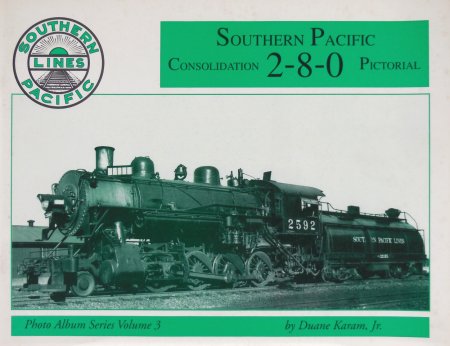 SOUTHERN
LINES
PACIFIC
SOUTHERN PACIFIC
CONSOLIDATION 2-8-0 PICTORIAL
2592
PACIFIC LINES
Photo Album Series Volume 3
by Duane Karam, Jr.